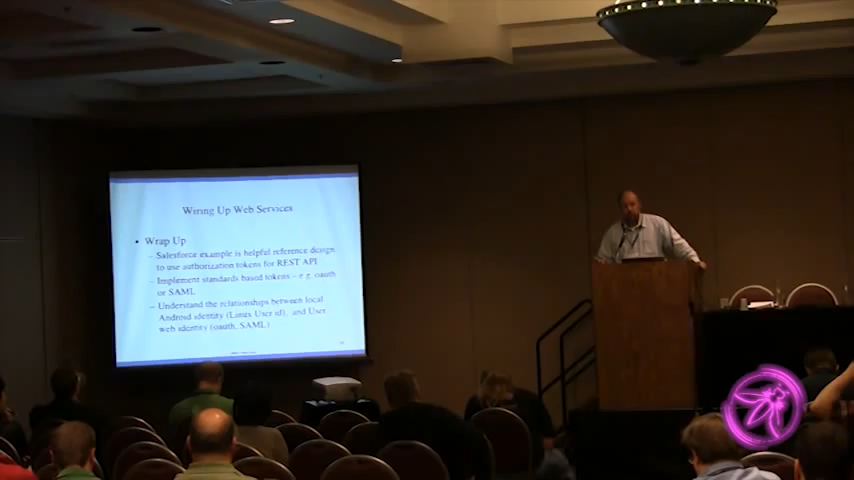 Wiring Up Web Services
• Wrap Up
– Salesforce example is helpful reference design
to use authorization tokens for REST API
– Implement standards based tokens – e.g. oauth
or SAML
– Understand the relationships between local
Android identity (Linux User id), and User
web identity (oauth, SAML)